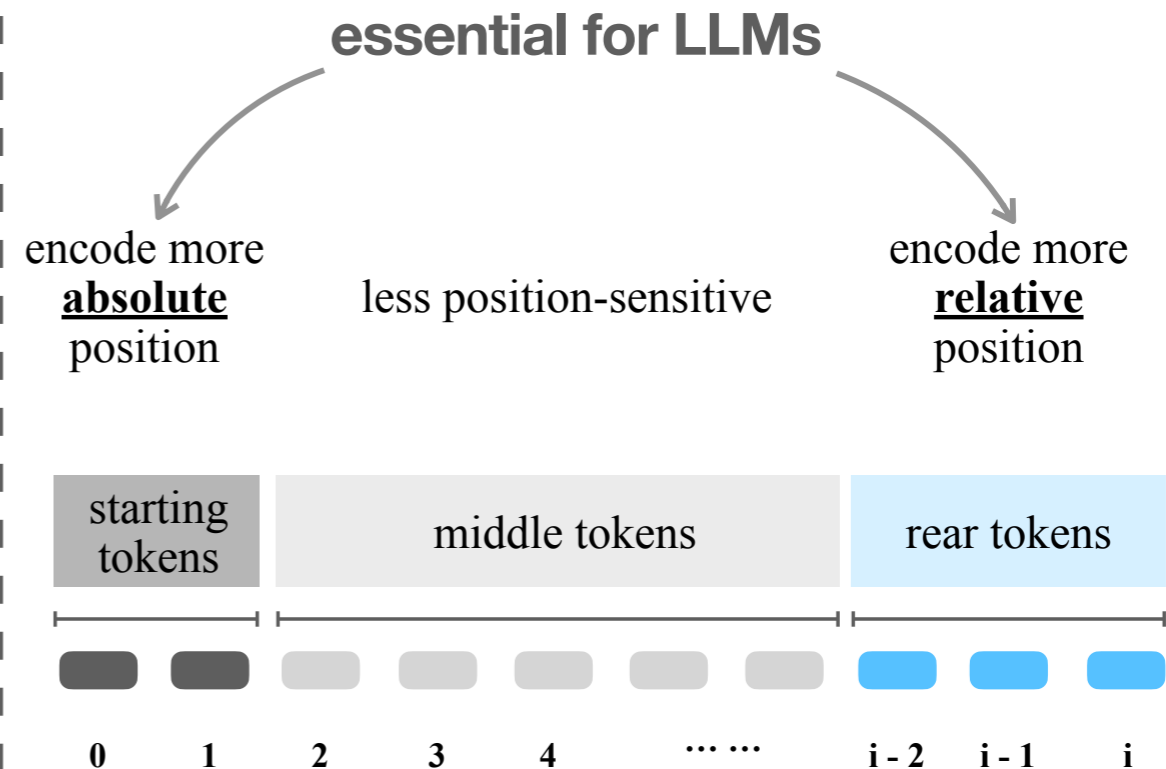 essential for LLMs
encode more
absolute
position
less position-sensitive
encode more
relative
position
starting
tokens
middle tokens
rear tokens
0 1 2 3 4 ... ... i - 2 i - 1 i